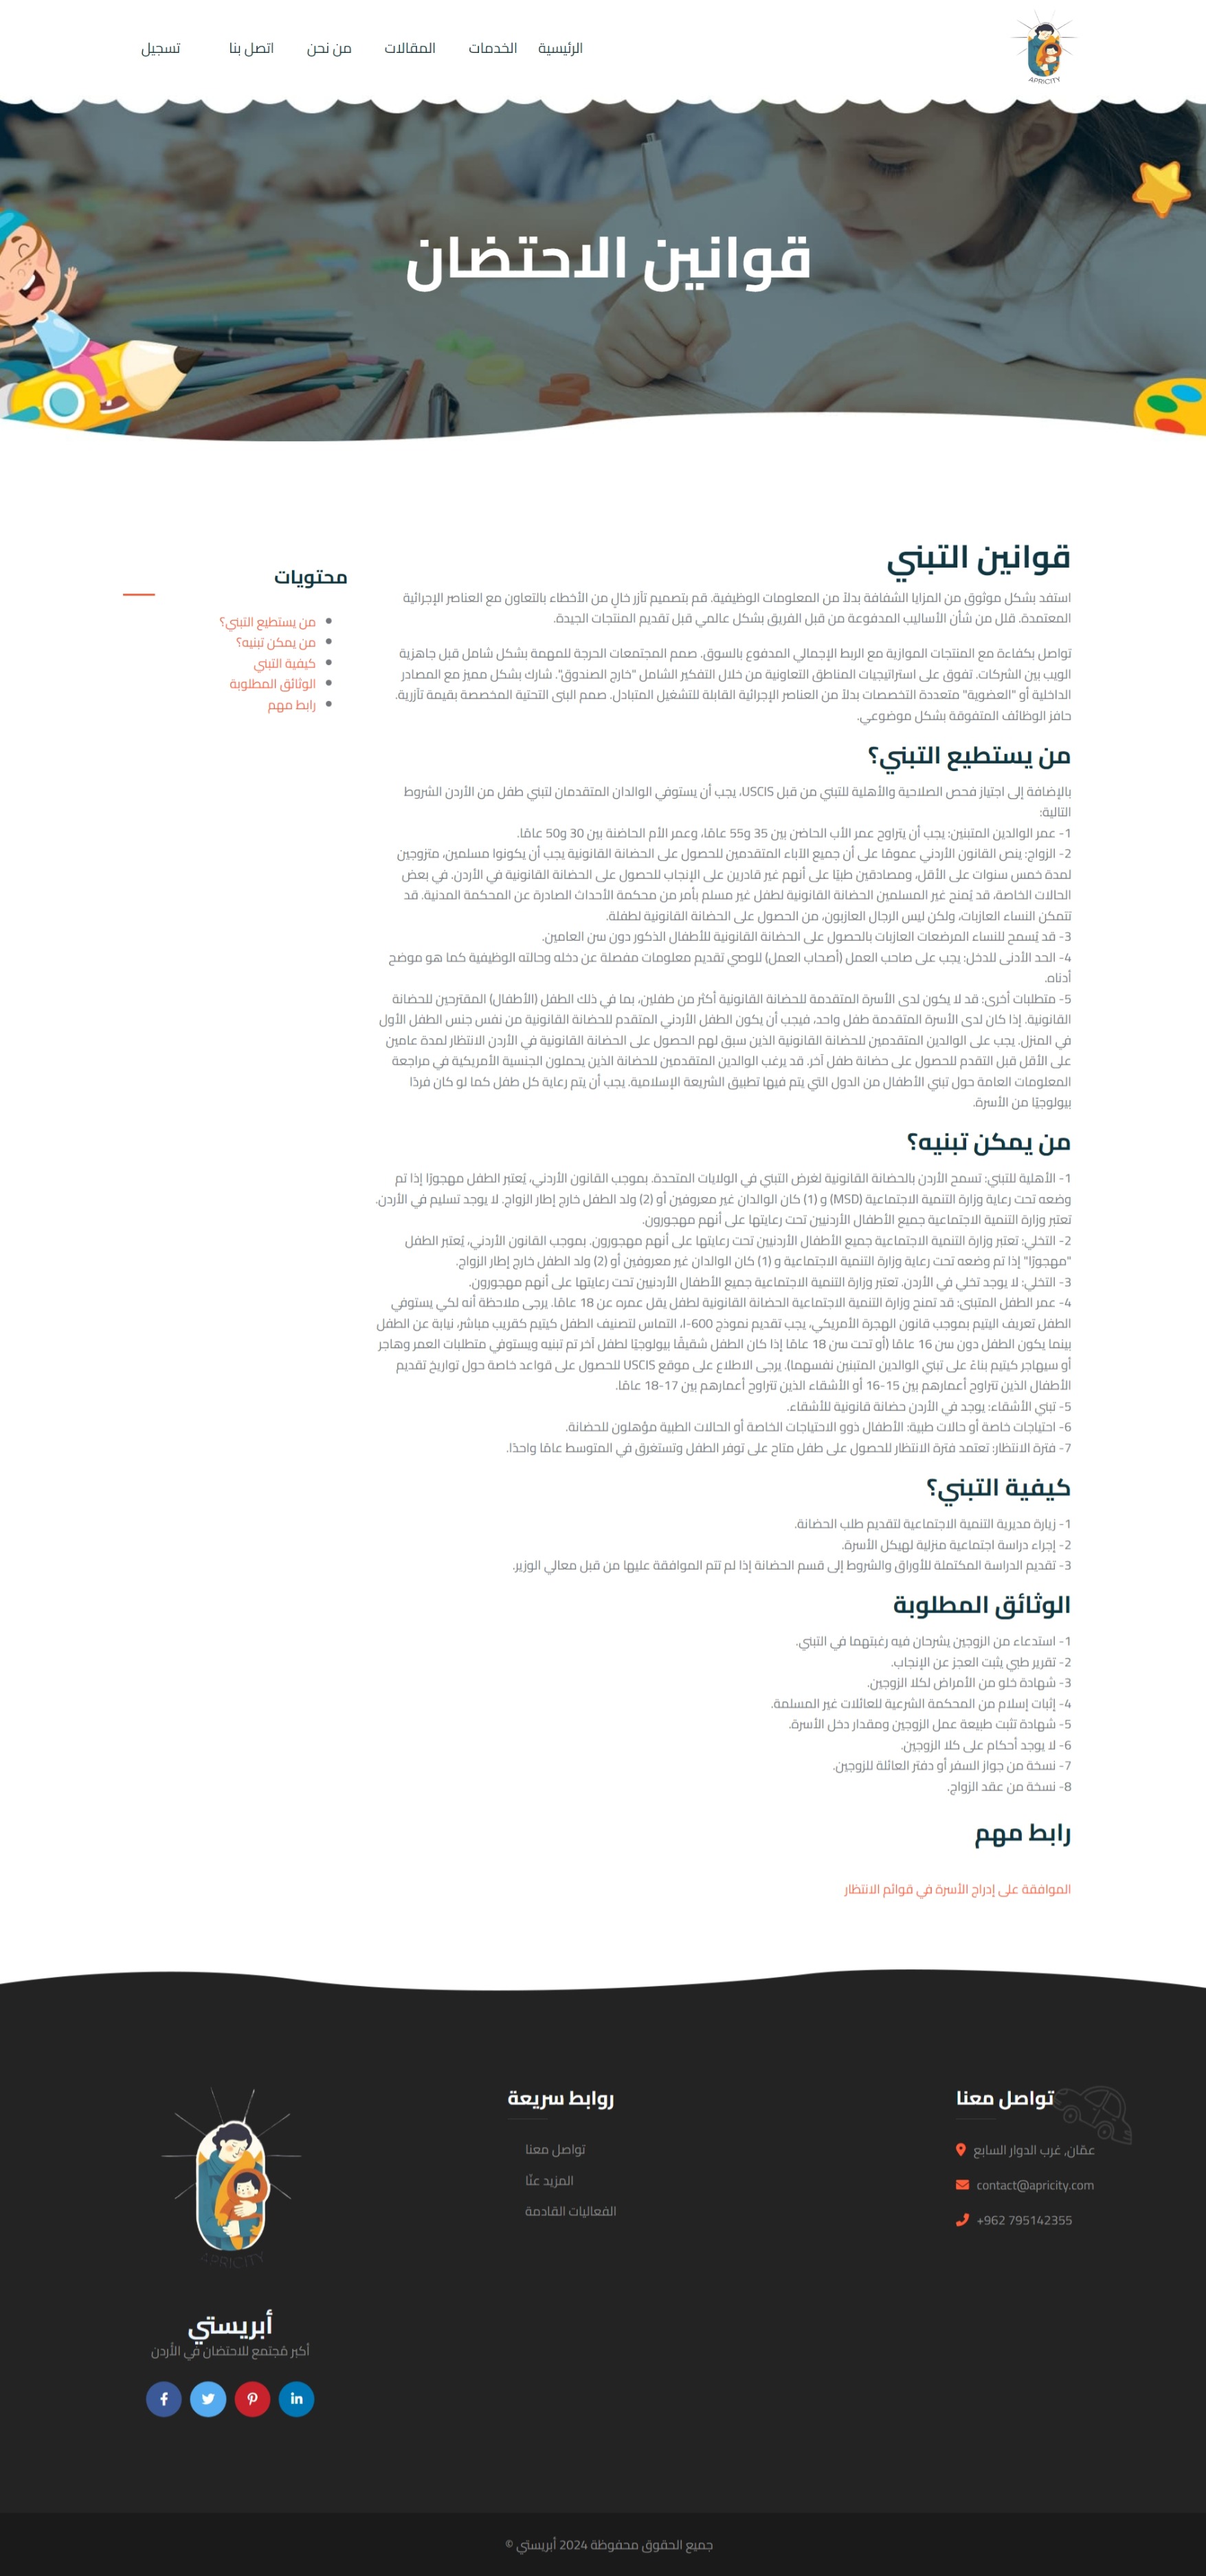 APRICITY
الرئيسية
الخدمات
المقالات
من نحن
اتصل بنا
تسجيل
قوانين الاحتضان
قوانين التبني
استفد بشكل موثوق من المزايا الشفافة بدلاً من المعلومات الوظيفية. قم بتصميم تآزر خالٍ من الأخطاء بالتعاون مع العناصر الإجرائية
المعتمدة. قلل من شأن الأساليب المدفوعة من قبل الفريق بشكل عالمي قبل تقديم المنتجات الجيدة.
تواصل بكفاءة مع المنتجات الموازية مع الربط الإجمالي المدفوع بالسوق. صمم المجتمعات الحرجة للمهمة بشكل شامل قبل جاهزية
الويب بين الشركات. تفوق على استراتيجيات المناطق التعاونية من خلال التفكير الشامل "خارج الصندوق". شارك بشكل مميز مع المصادر
الداخلية أو "العضوية" متعددة التخصصات بدلاً من العناصر الإجرائية القابلة للتشغيل المتبادل. صمم البنى التحتية المخصصة بقيمة تآزرية.
حافز الوظائف المتفوقة بشكل موضوعي.
من يستطيع التبني؟
بالإضافة إلى اجتياز فحص الصلاحية والأهلية للتبني من قبل USCIS، يجب أن يستوفي الوالدان المتقدمان لتبني طفل من الأردن الشروط
التالية:
1- عمر الوالدين المتبنين: يجب أن يتراوح عمر الأب الحاضن بين 35 و55 عامًا، وعمر الأم الحاضنة بين 30 و50 عامًا.
2- الزواج: ينص القانون الأردني عمومًا على أن جميع الآباء المتقدمين للحصول على الحضانة القانونية يجب أن يكونوا مسلمين، متزوجين
لمدة خمس سنوات على الأقل، ومصادقين طبيًا على أنهم غير قادرين على الإنجاب للحصول على الحضانة القانونية في الأردن. في بعض
الحالات الخاصة، قد يُمنح غير المسلمين الحضانة القانونية لطفل غير مسلم بأمر من محكمة الأحداث الصادرة عن المحكمة المدنية. قد
تتمكن النساء العازبات، ولكن ليس الرجال العازبون، من الحصول على الحضانة القانونية لطفلة.
3- قد يُسمح للنساء المرضعات العازبات بالحصول على الحضانة القانونية للأطفال الذكور دون سن العامين.
4- الحد الأدنى للدخل: يجب على صاحب العمل (أصحاب العمل) للوصي تقديم معلومات مفصلة عن دخله وحالته الوظيفية كما هو موضح
أدناه.
5- متطلبات أخرى: قد لا يكون لدى الأسرة المتقدمة للحضانة القانونية أكثر من طفلين، بما في ذلك الطفل (الأطفال) المقترحين للحضانة
القانونية. إذا كان لدى الأسرة المتقدمة طفل واحد، فيجب أن يكون الطفل الأردني المتقدم للحضانة القانونية من نفس جنس الطفل الأول
في المنزل. يجب على الوالدين المتقدمين للحضانة القانونية الذين سبق لهم الحصول على الحضانة القانونية في الأردن الانتظار لمدة عامين
على الأقل قبل التقدم للحصول على حضانة طفل آخر. قد يرغب الوالدين المتقدمين للحضانة الذين يحملون الجنسية الأمريكية في مراجعة
المعلومات العامة حول تبني الأطفال من الدول التي يتم فيها تطبيق الشريعة الإسلامية. يجب أن يتم رعاية كل طفل كما لو كان فردًا
بيولوجيًا من الأسرة.
من يمكن تبنيه؟
1- الأهلية للتبني: تسمح الأردن بالحضانة القانونية لغرض التبني في الولايات المتحدة. بموجب القانون الأردني، يُعتبر الطفل مهجورًا إذا تم
وضعه تحت رعاية وزارة التنمية الاجتماعية (MSD) و (1) كان الوالدان غير معروفين أو (2) ولد الطفل خارج إطار الزواج. لا يوجد تسليم في الأردن.
تعتبر وزارة التنمية الاجتماعية جميع الأطفال الأردنيين تحت رعايتها على أنهم مهجورون.
2- التخلي: تعتبر وزارة التنمية الاجتماعية جميع الأطفال الأردنيين تحت رعايتها على أنهم مهجورون. بموجب القانون الأردني، يُعتبر الطفل
"مهجورًا" إذا تم وضعه تحت رعاية وزارة التنمية الاجتماعية و (1) كان الوالدان غير معروفين أو (2) ولد الطفل خارج إطار الزواج.
3- التخلي: لا يوجد تخلي في الأردن. تعتبر وزارة التنمية الاجتماعية جميع الأطفال الأردنيين تحت رعايتها على أنهم مهجورون.
4- عمر الطفل المتبنى: قد تمنح وزارة التنمية الاجتماعية الحضانة القانونية لطفل يقل عمره عن 18 عامًا. يرجى ملاحظة أنه لكي يستوفي
الطفل تعريف اليتيم بموجب قانون الهجرة الأمريكي، يجب تقديم نموذج I-600، التماس لتصنيف الطفل كيتيم كقريب مباشر، نيابة عن الطفل
بينما يكون الطفل دون سن 16 عامًا (أو تحت سن 18 عامًا إذا كان الطفل شقيقًا بيولوجيًا لطفل آخر تم تبنيه ويستوفي متطلبات العمر وهاجر
أو سيهاجر كيتيم بناءً على تبني الوالدين المتبنين نفسهما). يرجى الاطلاع على موقع USCIS للحصول على قواعد خاصة حول تواريخ تقديم
الأطفال الذين تتراوح أعمارهم بين 15-16 أو الأشقاء الذين تتراوح أعمارهم بين 17-18 عامًا.
5- تبني الأشقاء: يوجد في الأردن حضانة قانونية للأشقاء.
6- احتياجات خاصة أو حالات طبية: الأطفال ذوو الاحتياجات الخاصة أو الحالات الطبية مؤهلون للحضانة.
7- فترة الانتظار: تعتمد فترة الانتظار للحصول على طفل متاح على توفر الطفل وتستغرق في المتوسط عامًا واحدًا.
كيفية التبني؟
1- زيارة مديرية التنمية الاجتماعية لتقديم طلب الحضانة.
2- إجراء دراسة اجتماعية منزلية لهيكل الأسرة.
3- تقديم الدراسة المكتملة للأوراق والشروط إلى قسم الحضانة إذا لم تتم الموافقة عليها من قبل معالي الوزير.
الوثائق المطلوبة
1- استدعاء من الزوجين يشرحان فيه رغبتهما في التبني.
2- تقرير طبي يثبت العجز عن الإنجاب.
3- شهادة خلو من الأمراض لكلا الزوجين.
4- إثبات إسلام من المحكمة الشرعية للعائلات غير المسلمة.
5- شهادة تثبت طبيعة عمل الزوجين ومقدار دخل الأسرة.
6- لا يوجد أحكام على كلا الزوجين.
7- نسخة من جواز السفر أو دفتر العائلة للزوجين.
8- نسخة من عقد الزواج.
رابط مهم
الموافقة على إدراج الأسرة في قوائم الانتظار
محتويات
من يستطيع التبني؟
من يمكن تبنيه؟
كيفية التبني
الوثائق المطلوبة
رابط مهم
تواصل معنا
عمّان, غرب الدوار السابع
contact@apricity.com
+962 795142355
روابط سريعة
تواصل معنا
المزيد عنّا
الفعاليات القادمة
APRICITY
أبريستي
أكبر مُجتمع للاحتضان في الأردن
جميع الحقوق محفوظة 2024 أبريستي ©